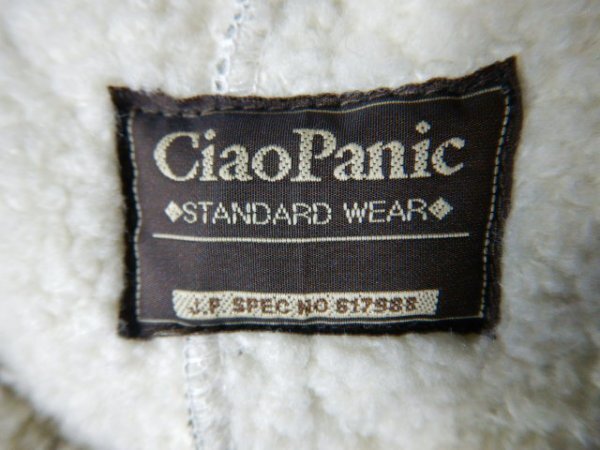 CiaoPanic
◆STANDARD WEAR◆
J.P. SPEC NO 617988